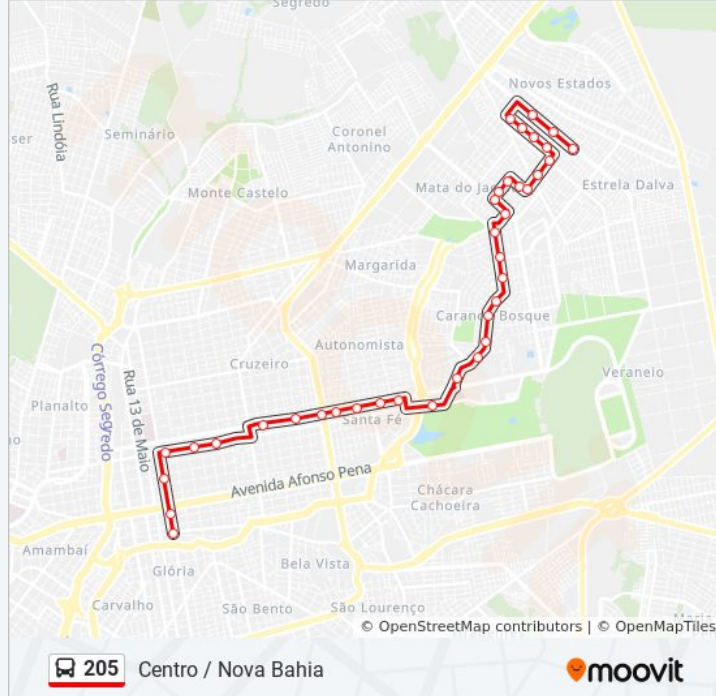 Segredo
Novos Estados
Rua Lindóia
Seminário
Coronel
Antonino
ser
Monte Castelo
Mata do Ja
Estrela Dalva
Margarida
Carand Bosque
Autonomista
Cruzeiro
Veraneio
Córrego Segredo
Rua 13 de Maio
Planalto
Santa Fé
Avenida Afonso Pena
Chácara
Cachoeira
Amambaí
Glória
Bela Vista
Carvalho
São Bento
São Lourenço
© OpenStreetMap contributors | © OpenMapTiles
205 Centro / Nova Bahia
moovit